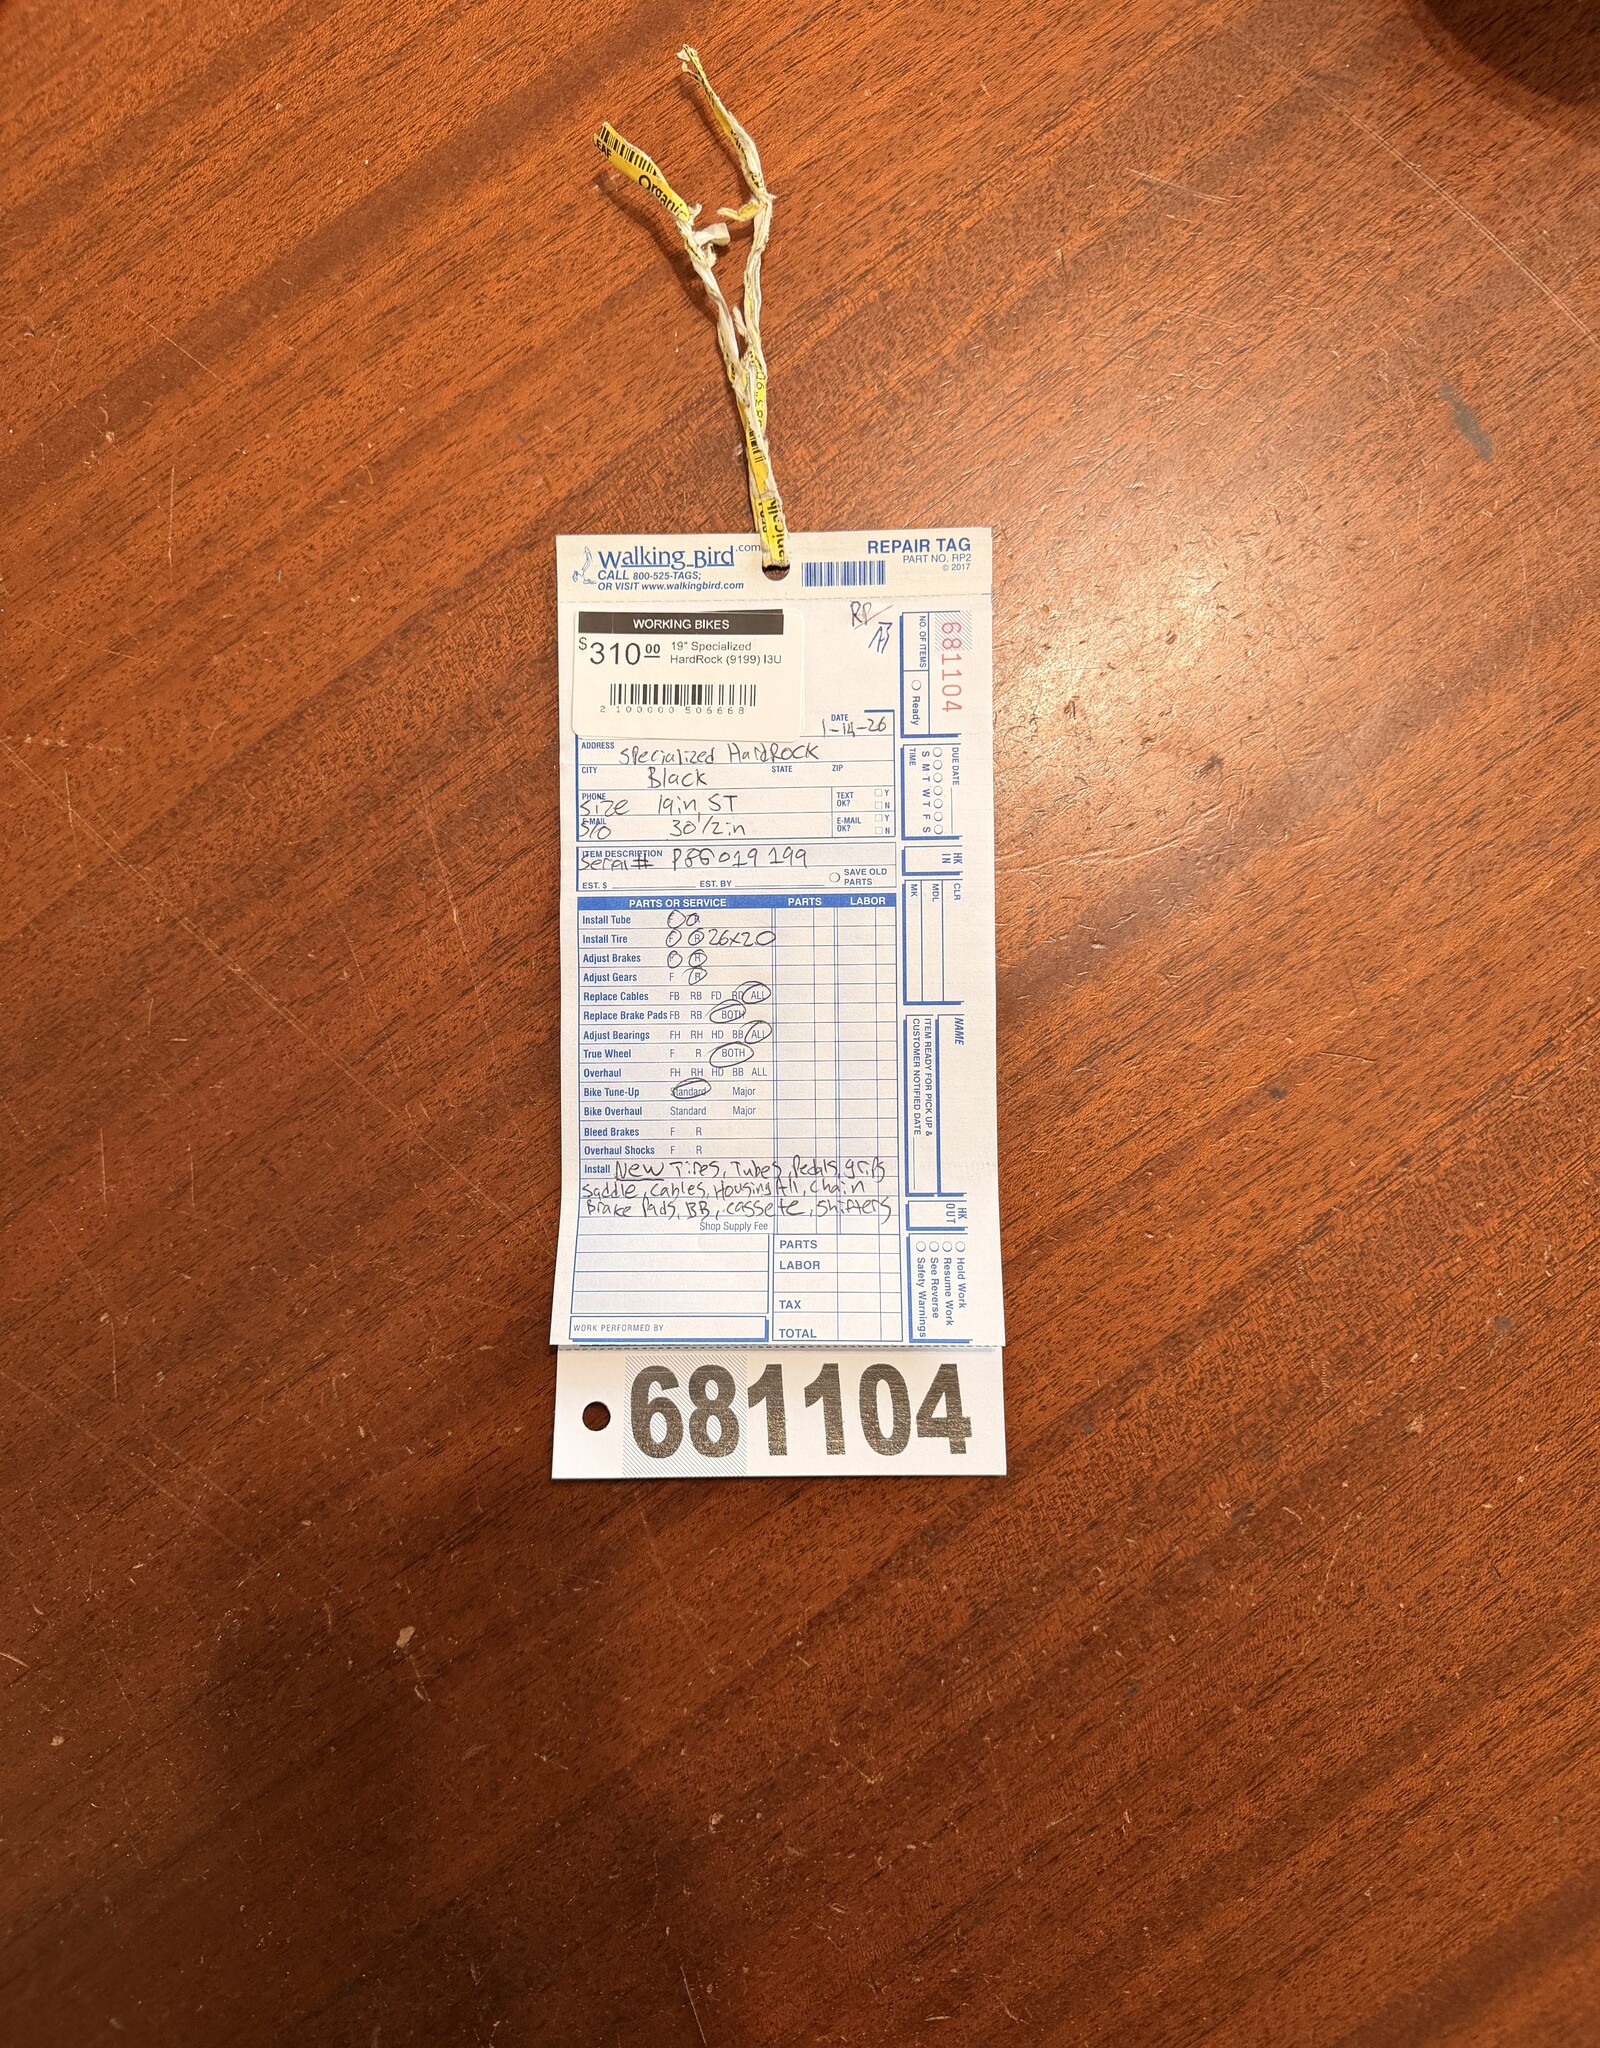 LEAF
Organic
Walking_Bird.com
CALL 800-525-TAGS;
OR VISIT www.walkingbird.com
REPAIR TAG
PART NO. RP2
© 2017
WORKING BIKES
$310.00 19" Specialized
HardRock (9199) I3U
2 100000 506668
DATE 1-14-26
ADDRESS Specialized HardRock
CITY Black STATE ZIP
PHONE Size 19in ST TEXT OK? Y N
E-MAIL S/O 30 1/2in E-MAIL OK? Y N
ITEM DESCRIPTION Serial # P8G019199
EST. $ EST. BY SAVE OLD PARTS
PARTS OR SERVICE PARTS LABOR
Install Tube F R
Install Tire F R 26x20
Adjust Brakes F R
Adjust Gears F R
Replace Cables FB RB FD RD ALL
Replace Brake Pads FB RB BOTH
Adjust Bearings FH RH HD BB ALL
True Wheel F R BOTH
Overhaul FH RH HD BB ALL
Bike Tune-Up Standard Major
Bike Overhaul Standard Major
Bleed Brakes F R
Overhaul Shocks F R
Install New Tires, Tubes, Pedals, grips
Saddle, cables, Housing All, chain
Brake Pads, BB, cassete, shifters
Shop Supply Fee
PARTS
LABOR
TAX
WORK PERFORMED BY
TOTAL
681104
NO. OF ITEMS
Ready
DUE DATE
S M T W T F S
TIME
HK IN
CLR
MDL
MK
NAME
ITEM READY FOR PICK UP &
CUSTOMER NOTIFIED DATE
HK OUT
Hold Work
Resume Work
See Reverse
Safety Warnings
681104